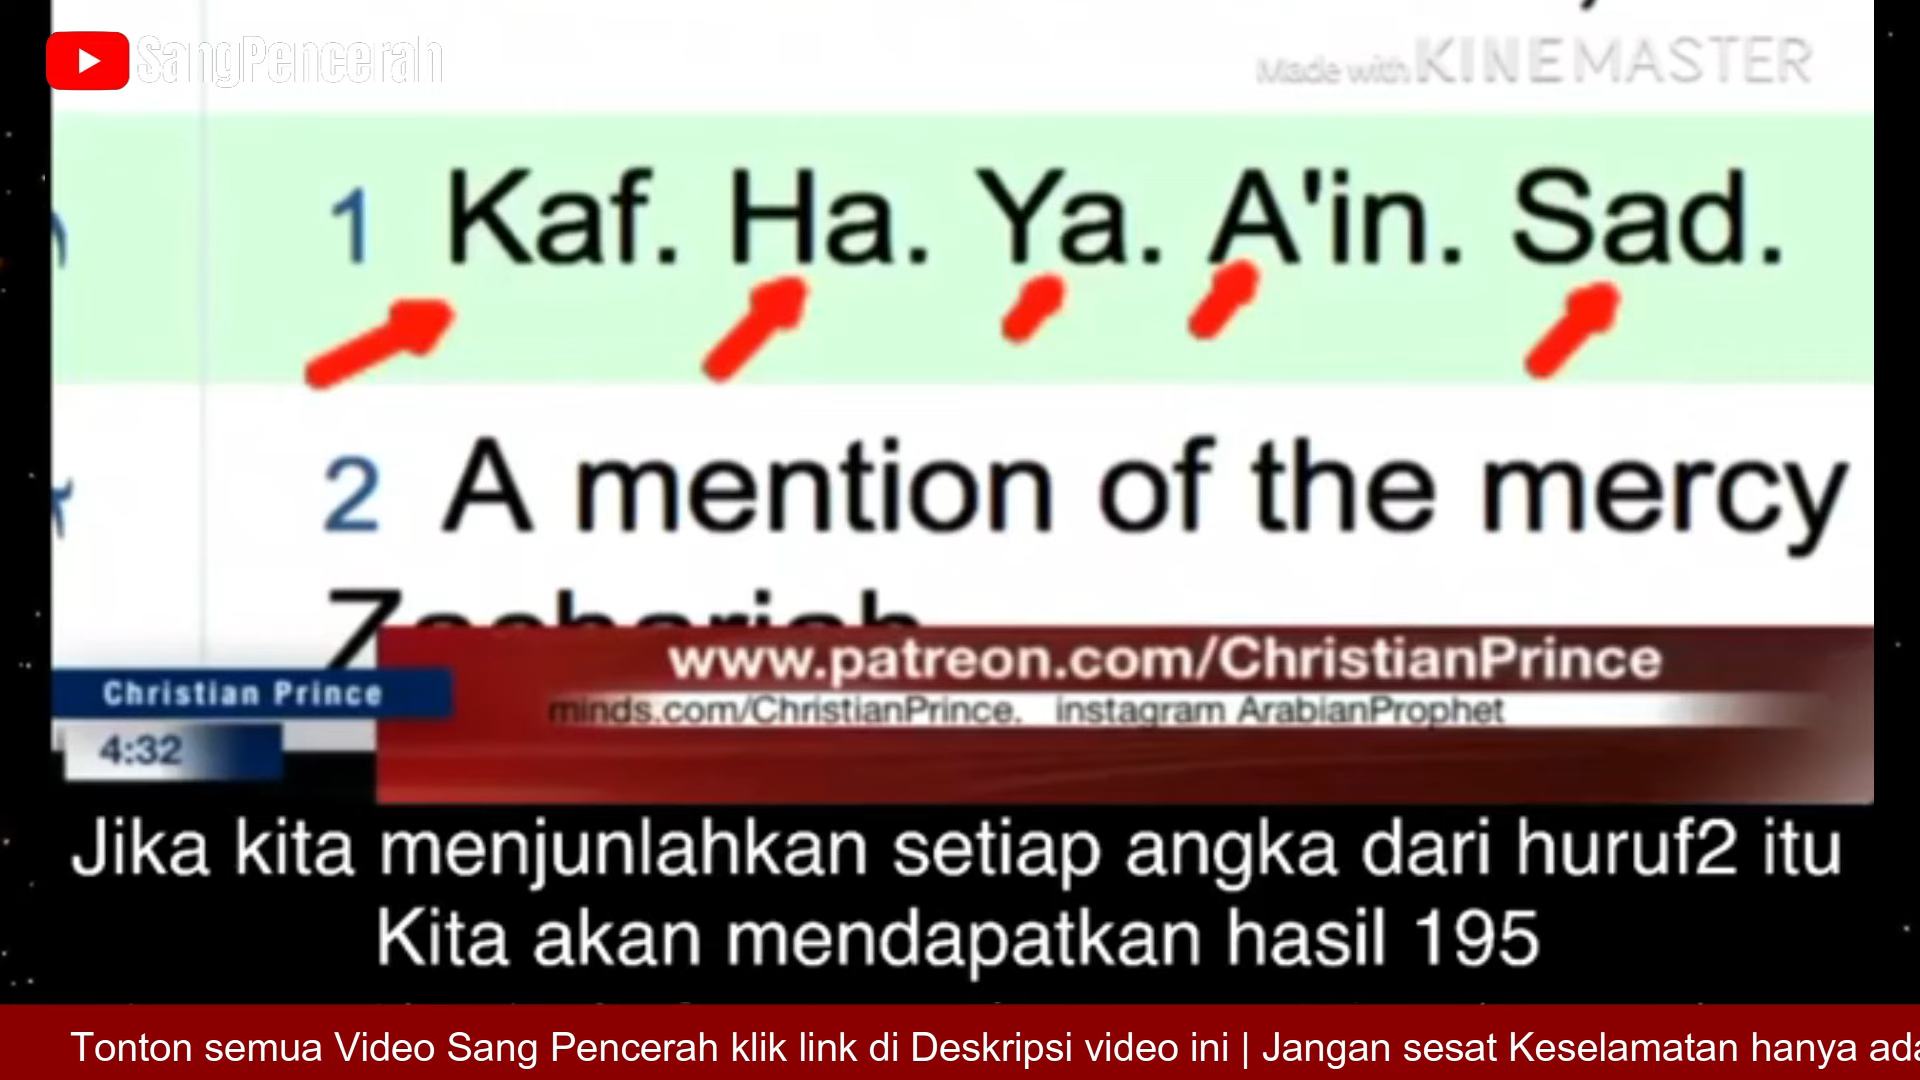 SangPencerah
Made with KINEMASTER
1 Kaf. Ha. Ya. A'in. Sad.
2 A mention of the mercy
Zachariah
www.patreon.com/ChristianPrince
Christian Prince
minds.com/ChristianPrince. instagram ArabianProphet
4:32
Jika kita menjunlahkan setiap angka dari huruf2 itu
Kita akan mendapatkan hasil 195
Tonton semua Video Sang Pencerah klik link di Deskripsi video ini | Jangan sesat Keselamatan hanya ada